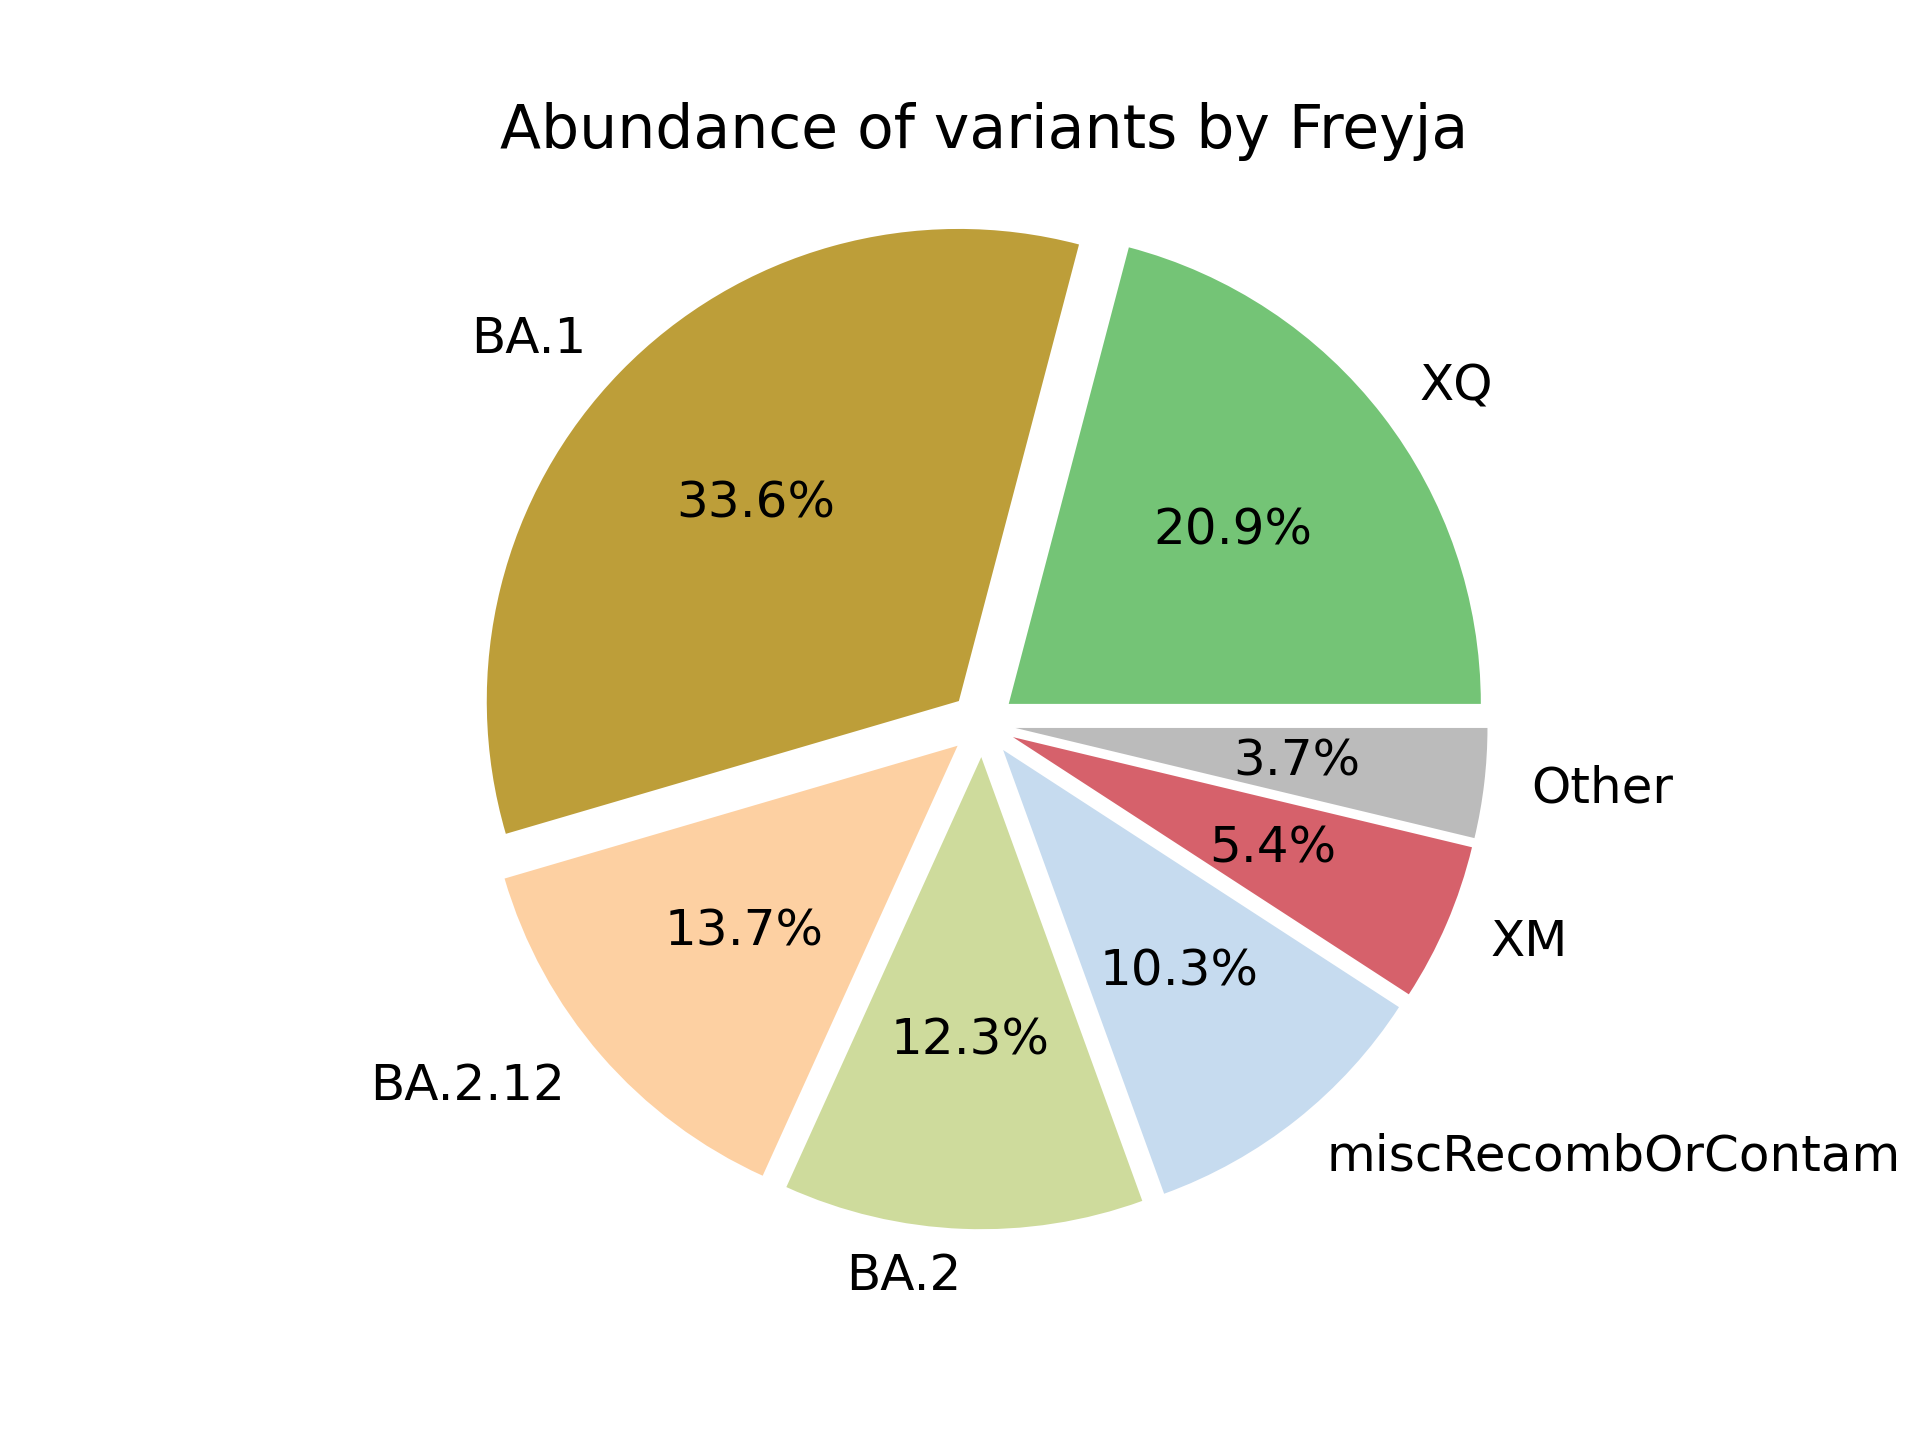 Abundance of variants by Freyja
BA.1
XQ
33.6%
20.9%
3.7%
Other
5.4%
13.7%
XM
10.3%
12.3%
BA.2.12
miscRecombOrContam
BA.2